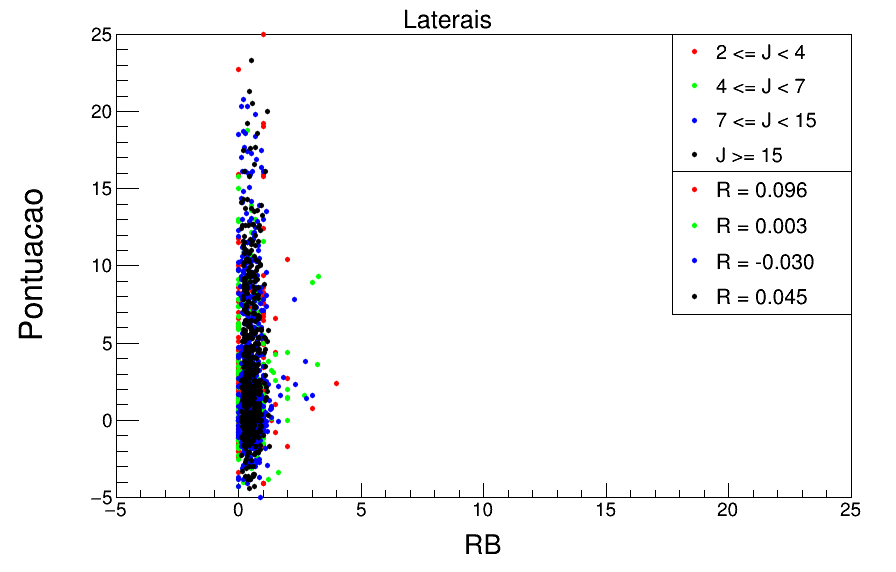 Laterais
25
20
15
10
5
0
−5
Pontuacao
−5 0 5 10 15 20 25
RB
2 <= J < 4
4 <= J < 7
7 <= J < 15
J >= 15
R = 0.096
R = 0.003
R = -0.030
R = 0.045